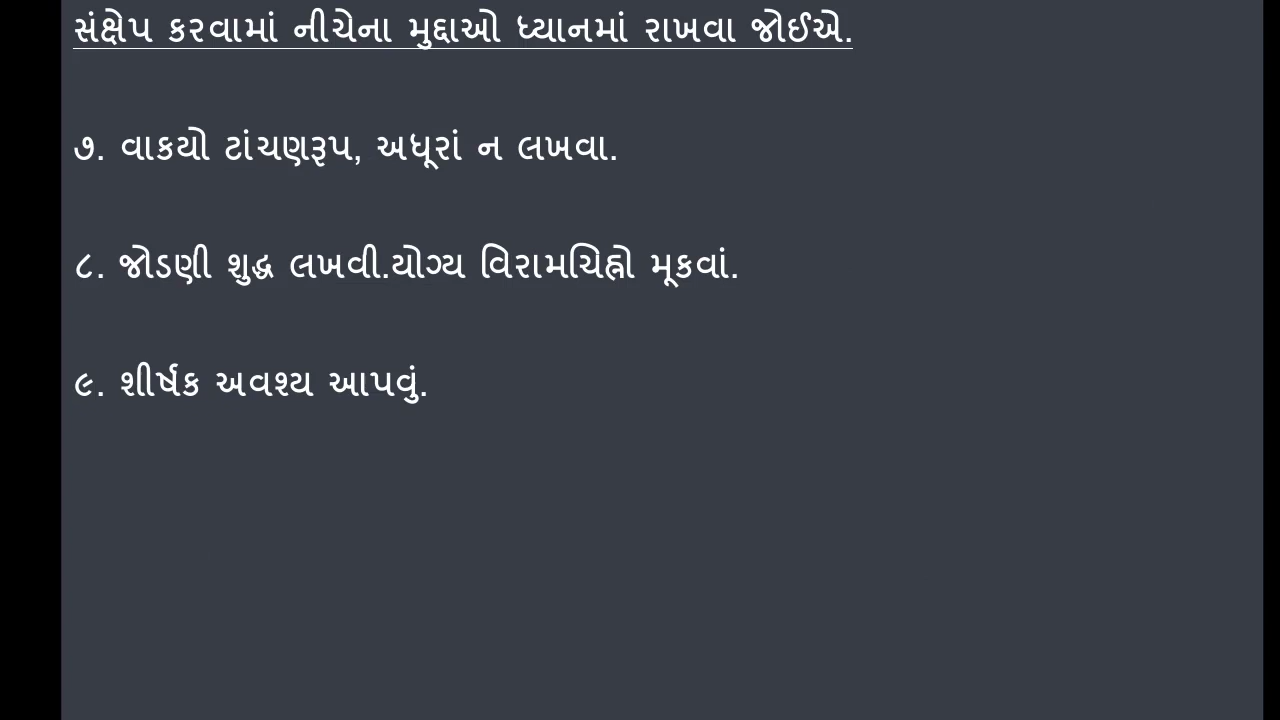 સંક્ષેપ કરવામાં નીચેના મુદ્દાઓ ધ્યાનમાં રાખવા જોઈએ.
૭. વાકયો ટાંચણરૂપ, અધૂરાં ન લખવા.
૮. જોડણી શુદ્ધ લખવી.યોગ્ય વિરામચિહ્નો મૂકવાં.
૯. શીર્ષક અવશ્ય આપવું.